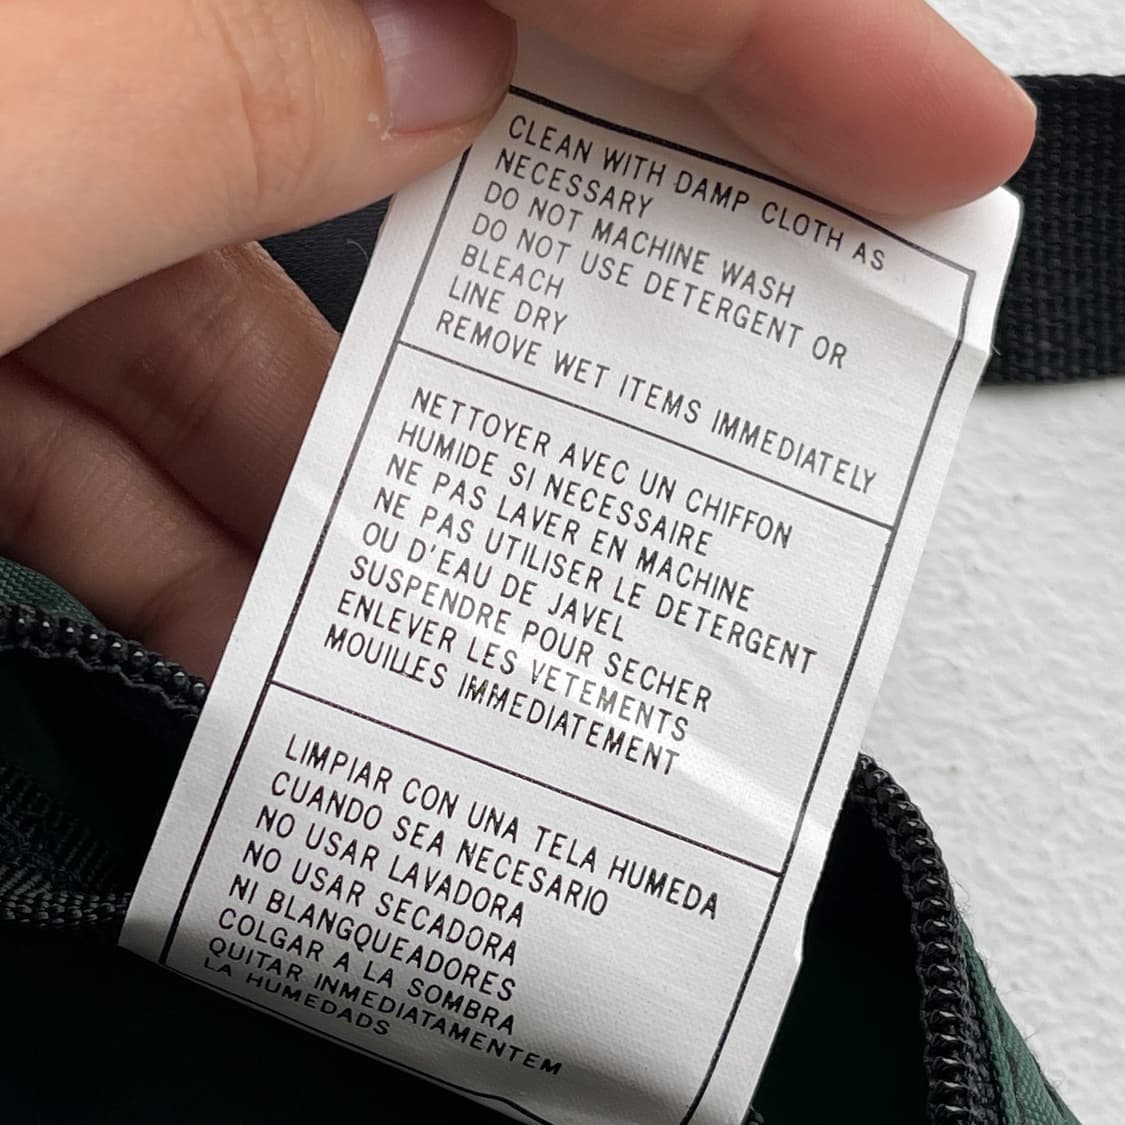 CLEAN WITH DAMP CLOTH AS
NECESSARY
DO NOT MACHINE WASH
DO NOT USE DETERGENT OR
BLEACH
LINE DRY
REMOVE WET ITEMS IMMEDIATELY
NETTOYER AVEC UN CHIFFON
HUMIDE SI NECESSAIRE
NE PAS LAVER EN MACHINE
NE PAS UTILISER LE DETERGENT
OU D'EAU DE JAVEL
SUSPENDRE POUR SECHER
ENLEVER LES VETEMENTS
MOUILLES IMMEDIATEMENT
LIMPIAR CON UNA TELA HUMEDA
CUANDO SEA NECESARIO
NO USAR LAVADORA
NO USAR SECADORA
NI BLANGQUEADORES
COLGAR A LA SOMBRA
QUITAR INMEDIATAMENTEM
LA HUMEDADS